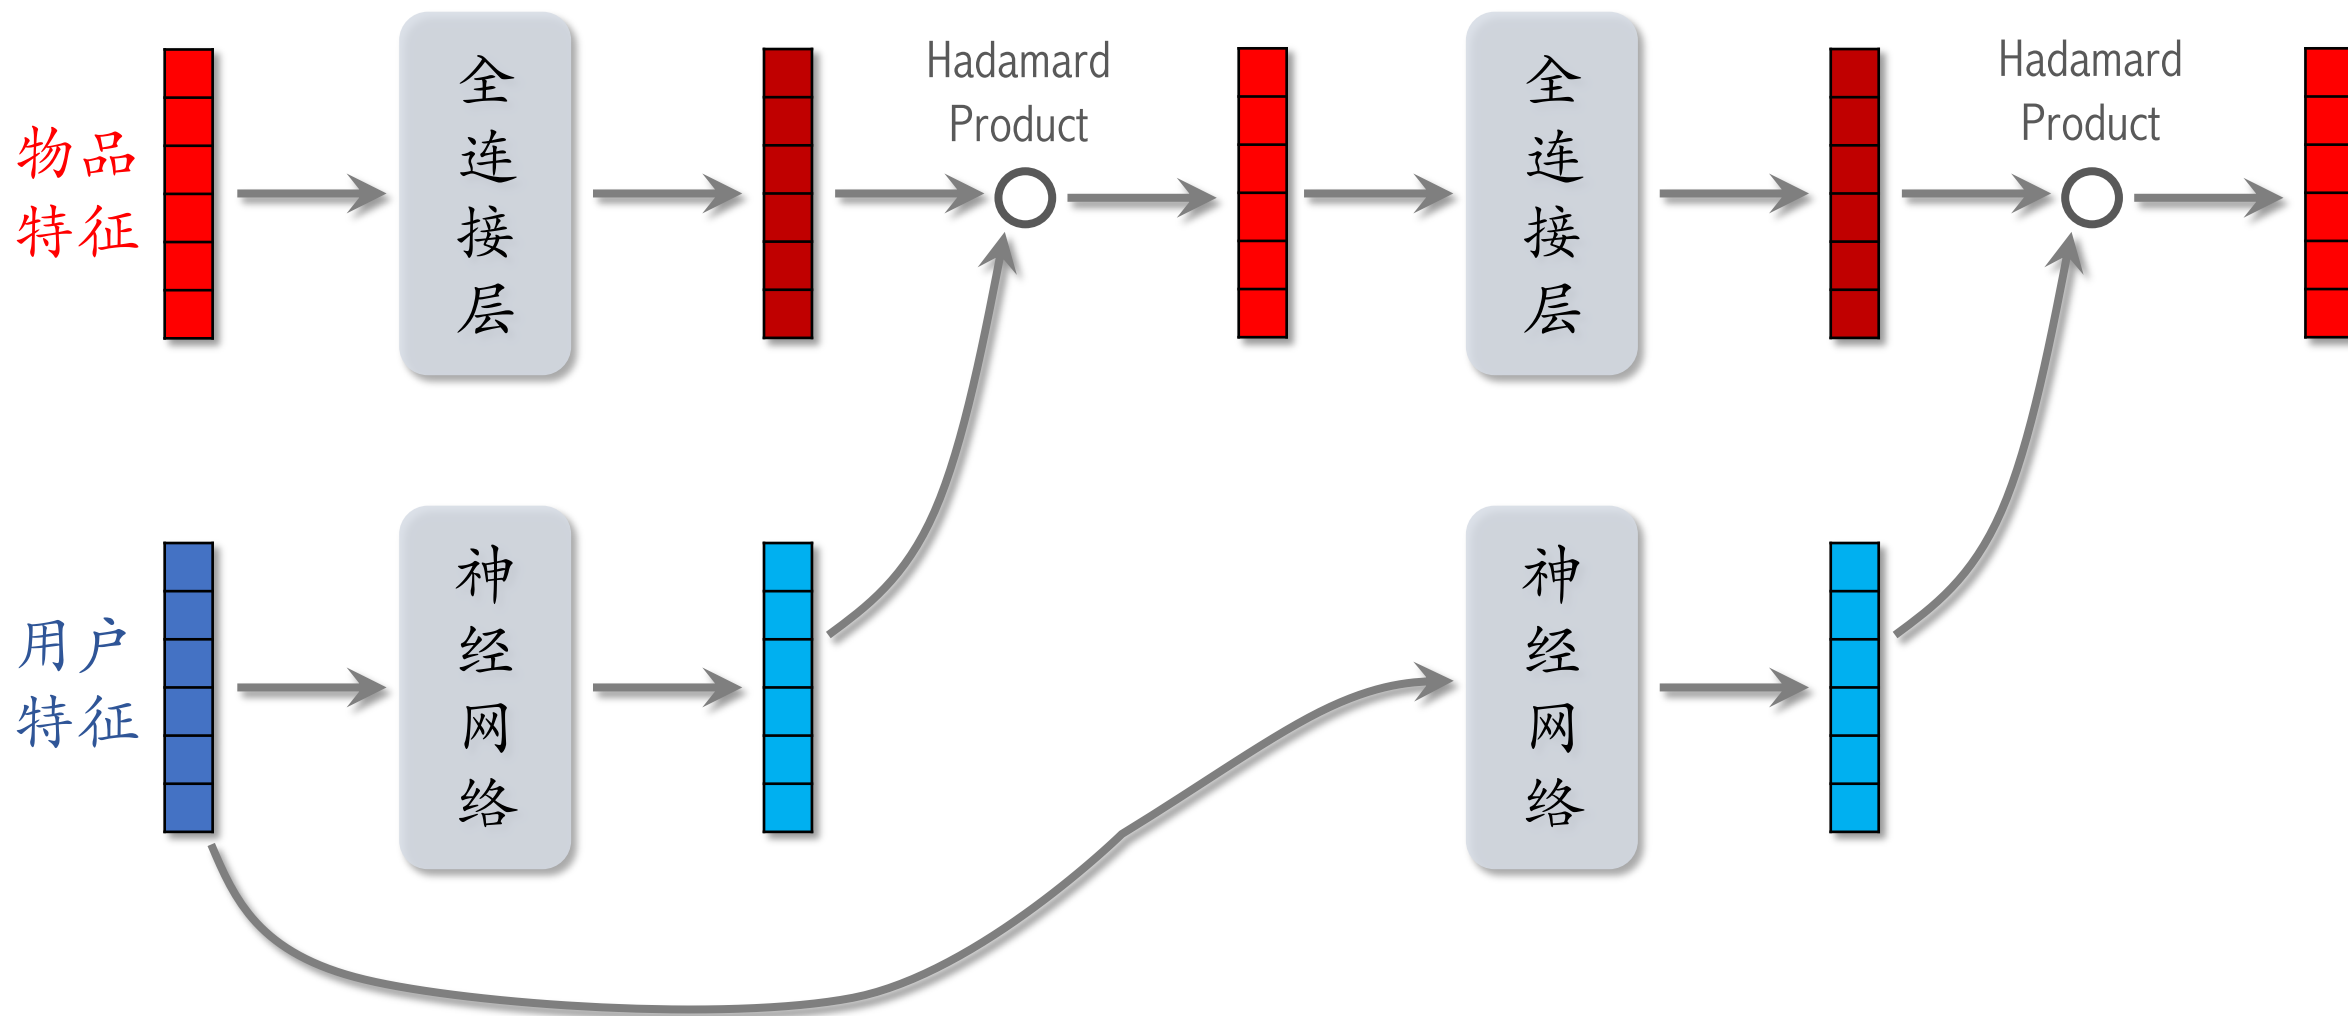 物品
特征
全
连
接
层
Hadamard
Product
全
连
接
层
Hadamard
Product
用户
特征
神
经
网
络
神
经
网
络